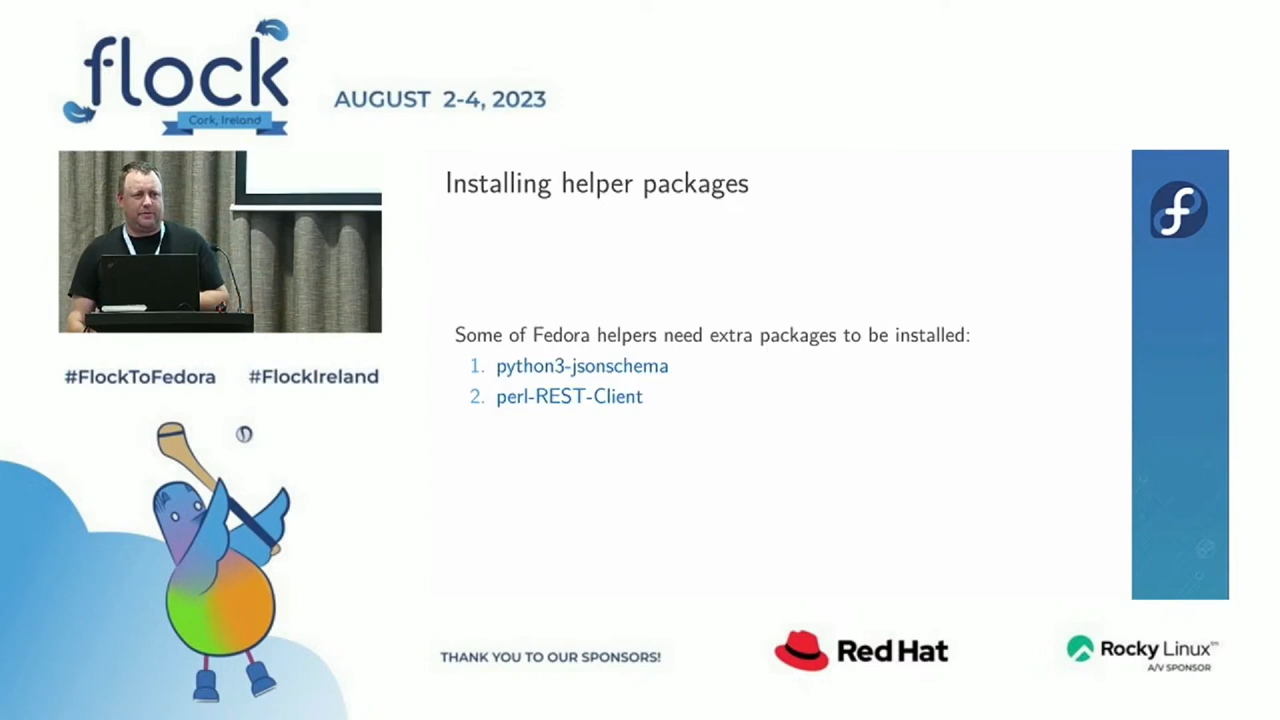 flock
Cork, Ireland
AUGUST 2-4, 2023
Installing helper packages
Some of Fedora helpers need extra packages to be installed:
1. python3-jsonschema
2. perl-REST-Client
#FlockToFedora #FlockIreland
THANK YOU TO OUR SPONSORS!
Red Hat
Rocky Linux™
A/V SPONSOR